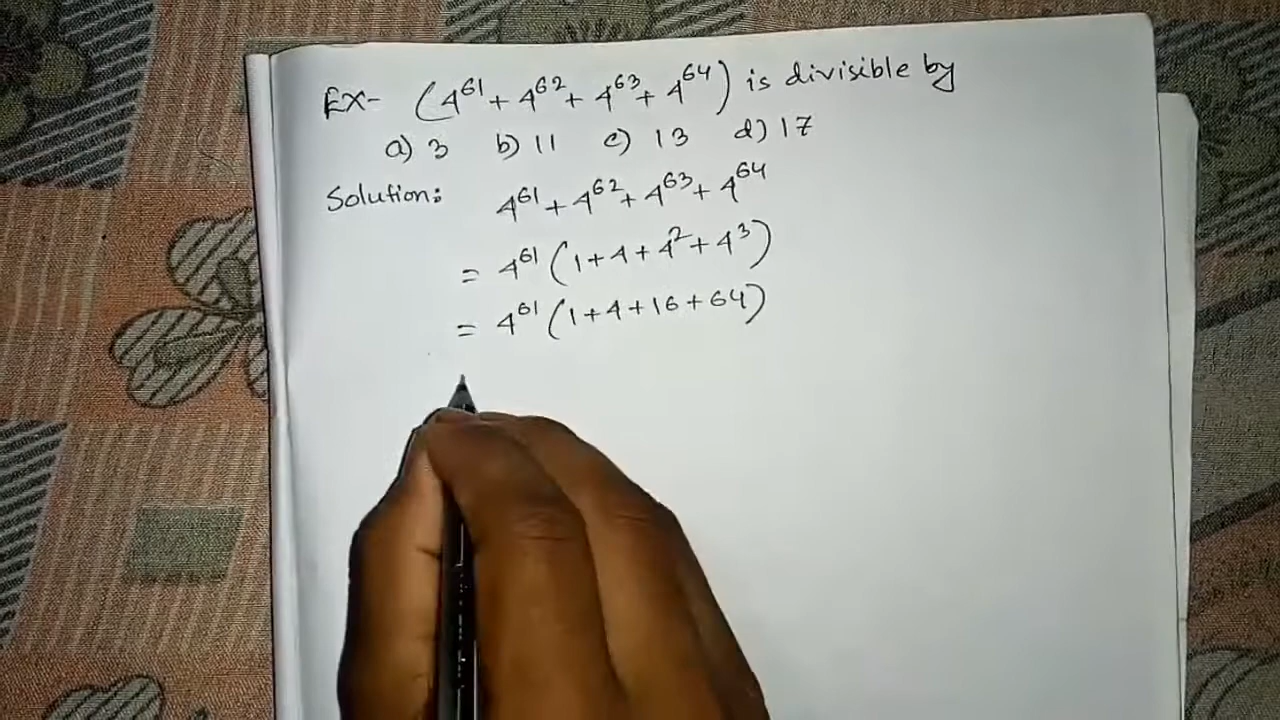 Ex- (4^61 + 4^62 + 4^63 + 4^64) is divisible by
a) 3 b) 11 c) 13 d) 17
Solution: 4^61 + 4^62 + 4^63 + 4^64
= 4^61 (1 + 4 + 4^2 + 4^3)
= 4^61 (1 + 4 + 16 + 64)